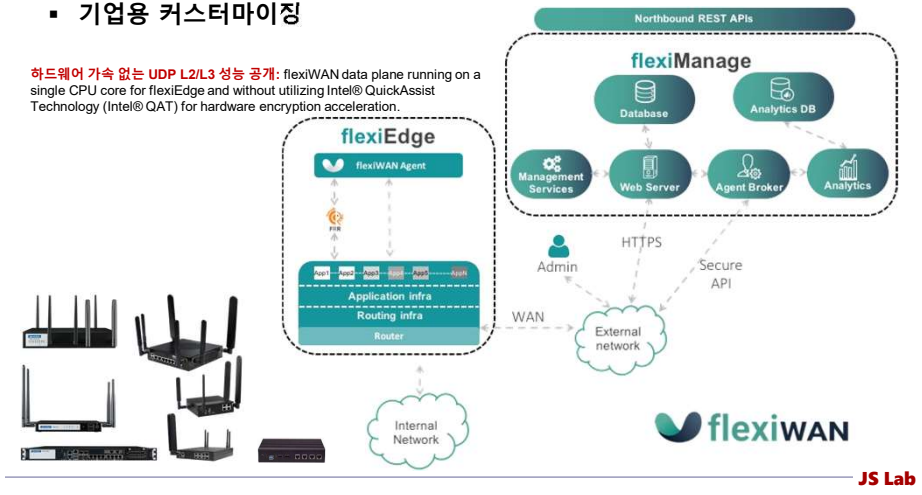 ▪ 기업용 커스터마이징
하드웨어 가속 없는 UDP L2/L3 성능 공개: flexiWAN data plane running on a
single CPU core for flexiEdge and without utilizing Intel® QuickAssist
Technology (Intel® QAT) for hardware encryption acceleration.
Northbound REST APIs
flexiManage
Database
Analytics DB
Management
Services
Web Server
Agent Broker
Analytics
flexiEdge
flexiWAN Agent
FRR
App1
App2
App3
App4
App5
AppN
Application infra
Routing infra
Router
HTTPS
Admin
Secure
API
WAN
External
network
Internal
Network
flexiWAN
JS Lab